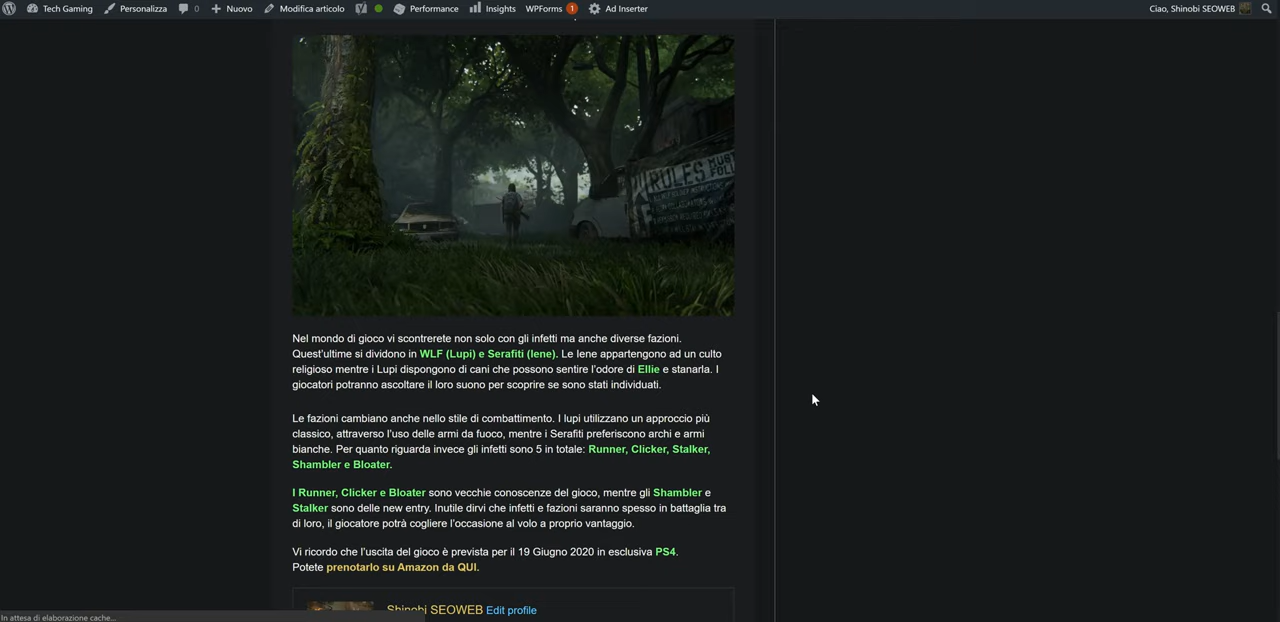 Tech Gaming Personalizza 0 Nuovo Modifica articolo Performance Insights WPForms 1 Ad Inserter Ciao, Shinobi SEOWEB
RULES MUST
FOLL
Nel mondo di gioco vi scontrerete non solo con gli infetti ma anche diverse fazioni.
Quest'ultime si dividono in WLF (Lupi) e Serafiti (Iene). Le Iene appartengono ad un culto
religioso mentre i Lupi dispongono di cani che possono sentire l'odore di Ellie e stanarla. I
giocatori potranno ascoltare il loro suono per scoprire se sono stati individuati.
Le fazioni cambiano anche nello stile di combattimento. I lupi utilizzano un approccio più
classico, attraverso l'uso delle armi da fuoco, mentre i Serafiti preferiscono archi e armi
bianche. Per quanto riguarda invece gli infetti sono 5 in totale: Runner, Clicker, Stalker,
Shambler e Bloater.
I Runner, Clicker e Bloater sono vecchie conoscenze del gioco, mentre gli Shambler e
Stalker sono delle new entry. Inutile dirvi che infetti e fazioni saranno spesso in battaglia tra
di loro, il giocatore potrà cogliere l'occasione al volo a proprio vantaggio.
Vi ricordo che l'uscita del gioco è prevista per il 19 Giugno 2020 in esclusiva PS4.
Potete prenotarlo su Amazon da QUI.
Shinobi SEOWEB Edit profile
In attesa di elaborazione cache...